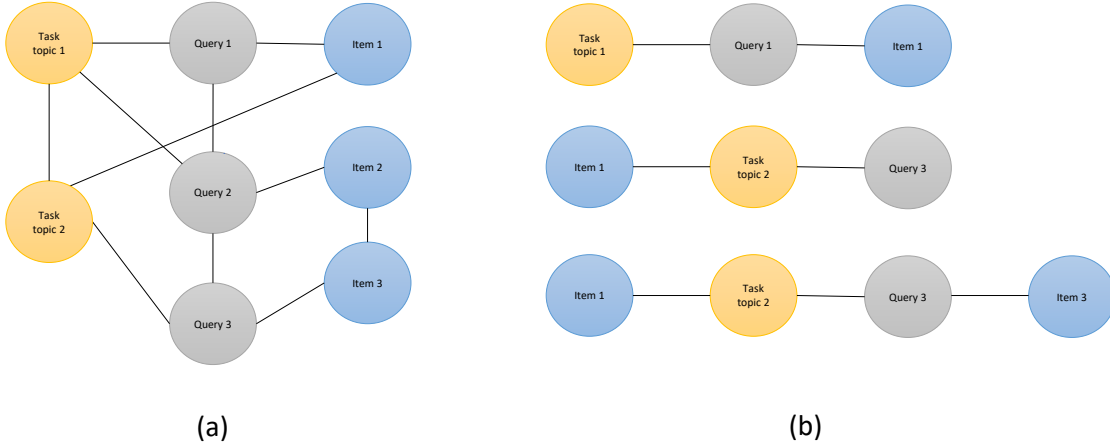 Task
topic 1
Query 1
Item 1
Task
topic 2
Query 2
Item 2
Query 3
Item 3
(a)
Task
topic 1
Query 1
Item 1
Item 1
Task
topic 2
Query 3
Item 1
Task
topic 2
Query 3
Item 3
(b)